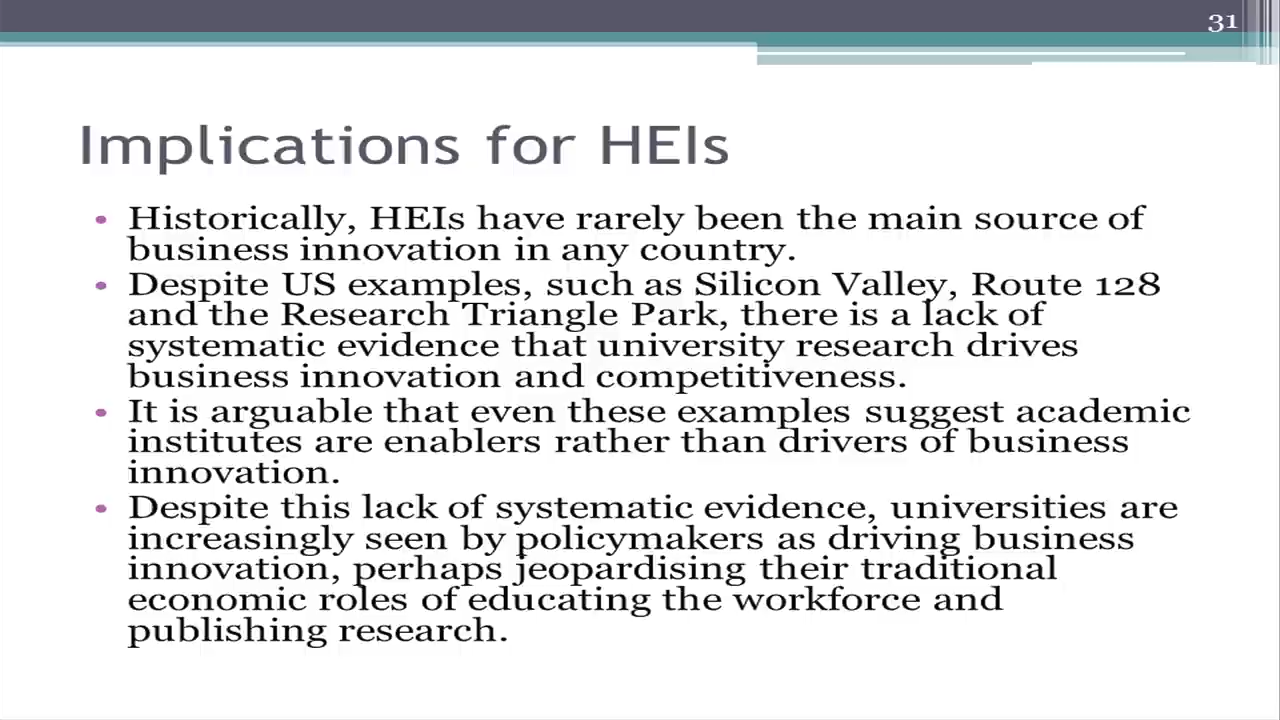 31
Implications for HEIs
• Historically, HEIs have rarely been the main source of
business innovation in any country.
• Despite US examples, such as Silicon Valley, Route 128
and the Research Triangle Park, there is a lack of
systematic evidence that university research drives
business innovation and competitiveness.
• It is arguable that even these examples suggest academic
institutes are enablers rather than drivers of business
innovation.
• Despite this lack of systematic evidence, universities are
increasingly seen by policymakers as driving business
innovation, perhaps jeopardising their traditional
economic roles of educating the workforce and
publishing research.